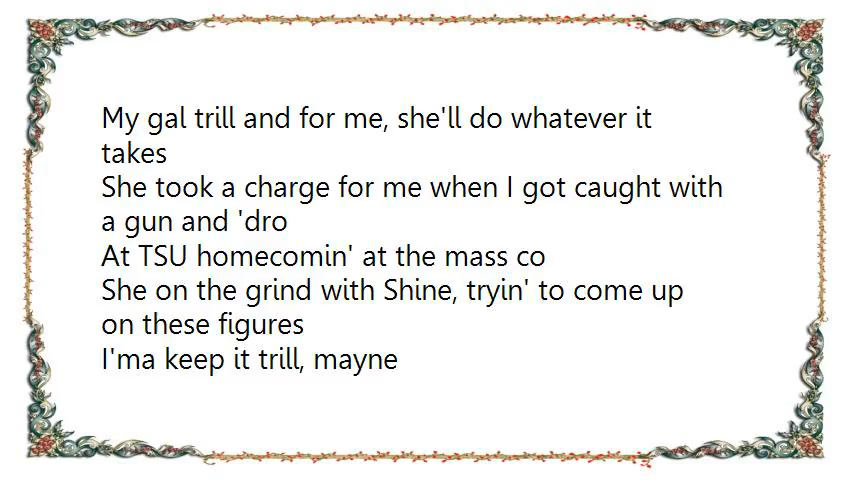 My gal trill and for me, she'll do whatever it
takes
She took a charge for me when I got caught with
a gun and 'dro
At TSU homecomin' at the mass co
She on the grind with Shine, tryin' to come up
on these figures
I'ma keep it trill, mayne